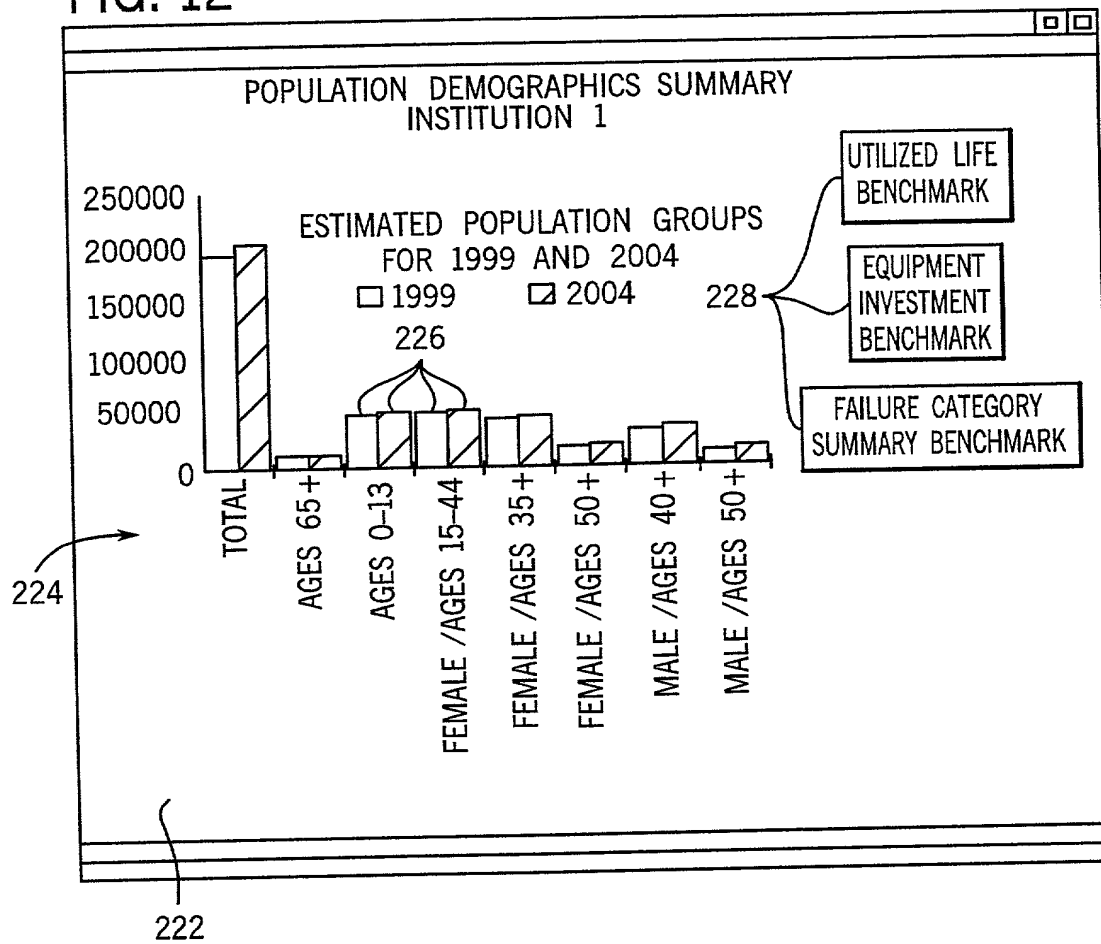 FIG. 12
POPULATION DEMOGRAPHICS SUMMARY
INSTITUTION 1
UTILIZED LIFE
BENCHMARK
250000
200000
150000
100000
50000
0
ESTIMATED POPULATION GROUPS
FOR 1999 AND 2004
1999
2004
228
EQUIPMENT
INVESTMENT
BENCHMARK
226
FAILURE CATEGORY
SUMMARY BENCHMARK
TOTAL
AGES 65+
AGES 0-13
FEMALE /AGES 15-44
FEMALE /AGES 35+
FEMALE /AGES 50+
MALE /AGES 40+
MALE /AGES 50+
224
222